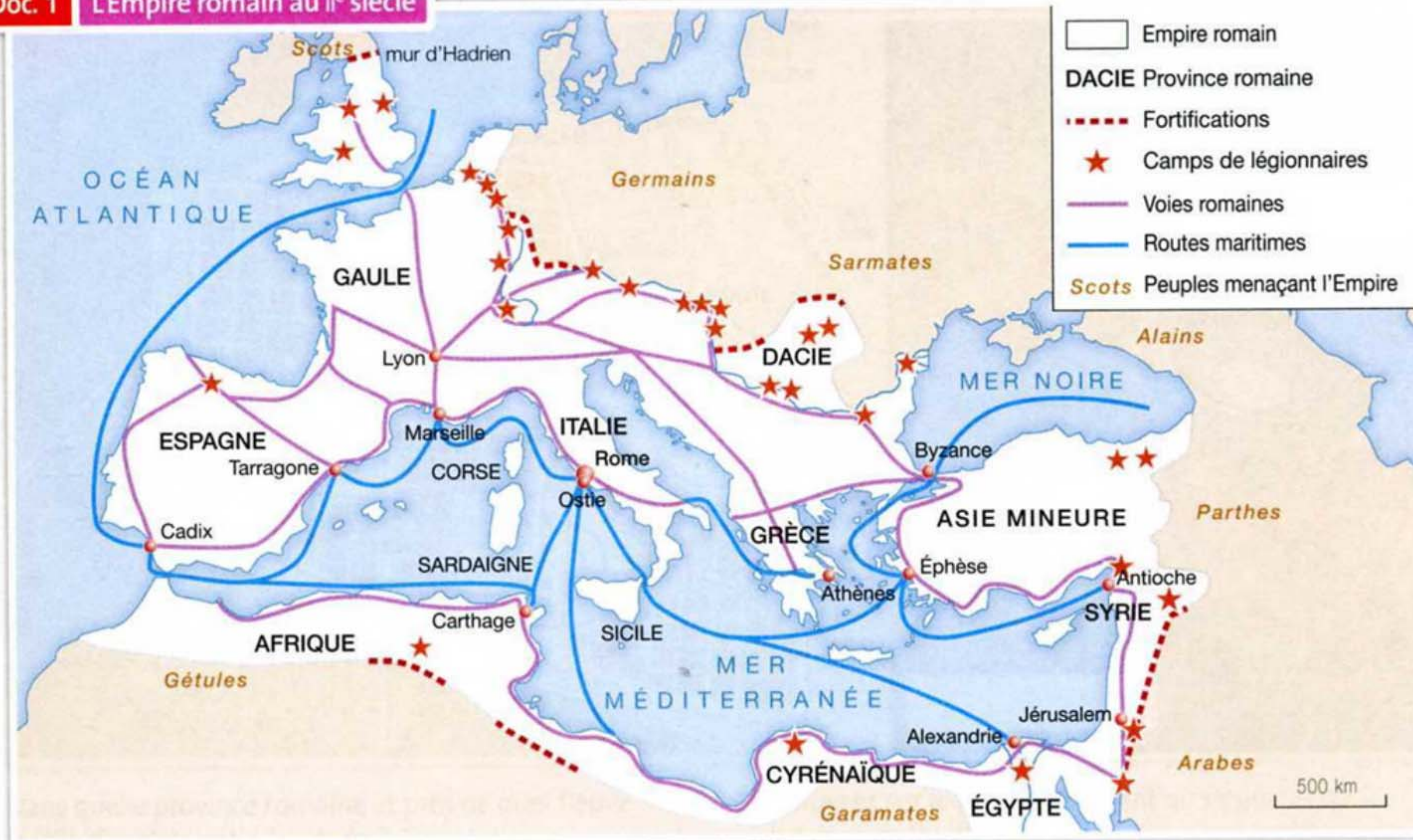 Doc. 1 L'Empire romain au IIe siècle
Empire romain
DACIE Province romaine
Fortifications
Camps de légionnaires
Voies romaines
Routes maritimes
Scots Peuples menaçant l'Empire
Scots
mur d'Hadrien
OCÉAN
ATLANTIQUE
Germains
Sarmates
Alains
GAULE
Lyon
DACIE
MER NOIRE
Marseille
ITALIE
ESPAGNE
Tarragone
CORSE
Rome
Ostie
Byzance
ASIE MINEURE
Parthes
Cadix
GRÈCE
SARDAIGNE
Éphèse
Athènes
Antioche
SYRIE
Carthage
SICILE
AFRIQUE
MER
MÉDITERRANÉE
Gétules
Jérusalem
Alexandrie
CYRÉNAÏQUE
Arabes
ÉGYPTE
Garamates
500 km